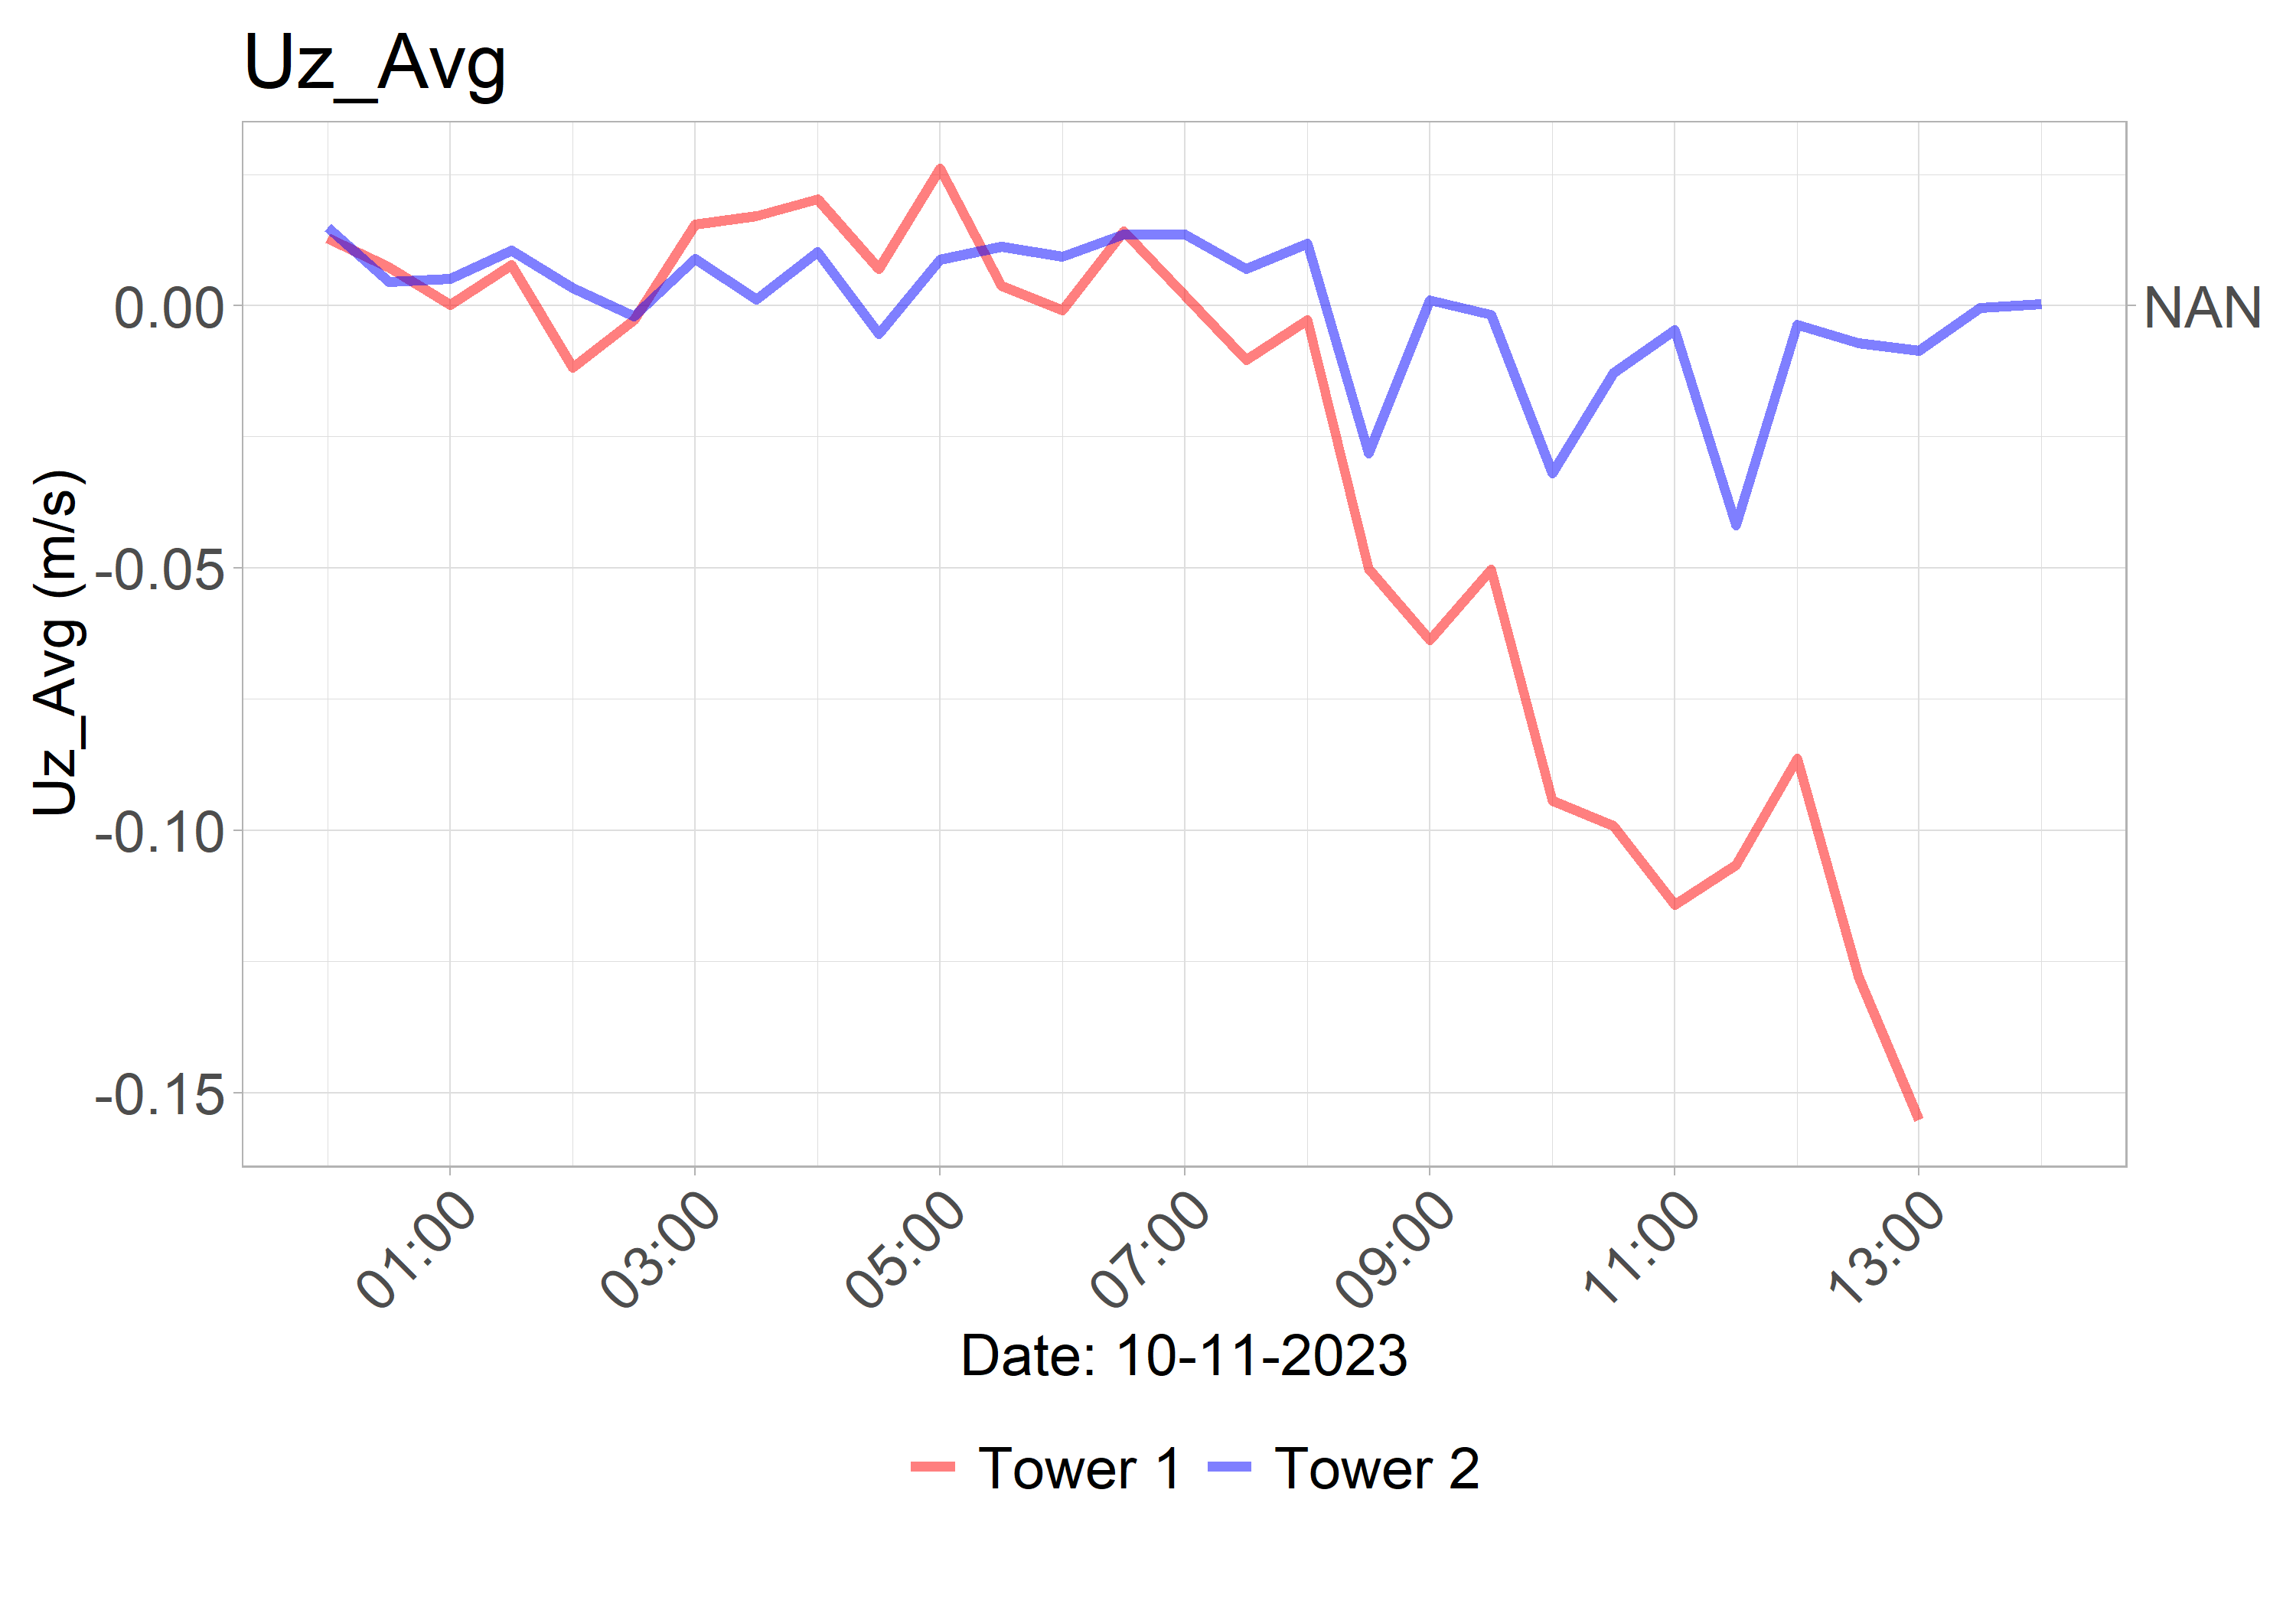 Uz_Avg
Uz_Avg (m/s)
0.00
-0.05
-0.10
-0.15
NAN
01:00
03:00
05:00
07:00
09:00
11:00
13:00
Date: 10-11-2023
Tower 1
Tower 2